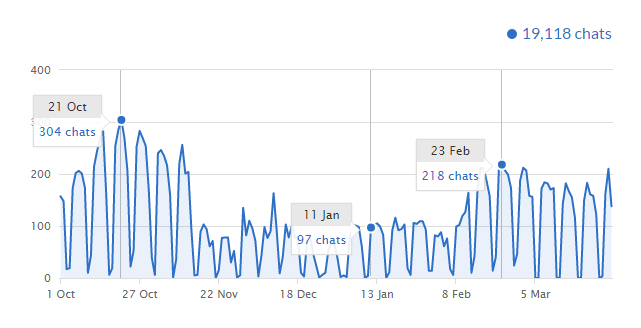 19,118 chats
400
21 Oct
304 chats
23 Feb
200
218 chats
11 Jan
100
97 chats
0
1 Oct
27 Oct
22 Nov
18 Dec
13 Jan
8 Feb
5 Mar